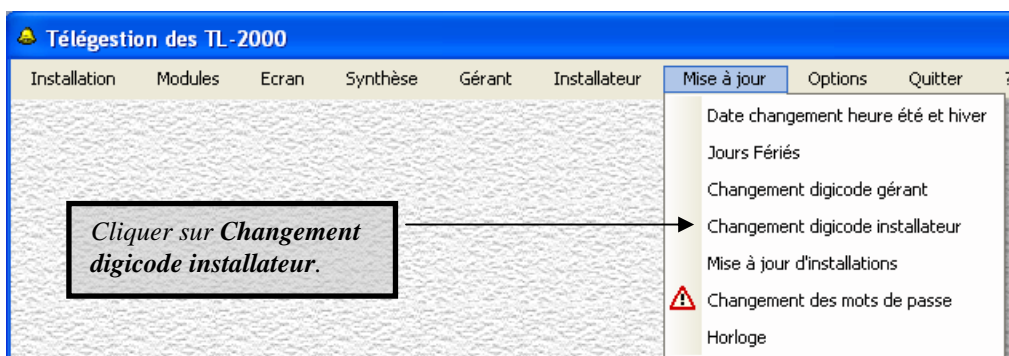 Télégestion des TL-2000
Installation Modules Ecran Synthèse Gérant Installateur Mise à jour Options Quitter ?
Date changement heure été et hiver
Jours Fériés
Changement digicode gérant
Cliquer sur Changement
digicode installateur.
Changement digicode installateur
Mise à jour d'installations
Changement des mots de passe
Horloge